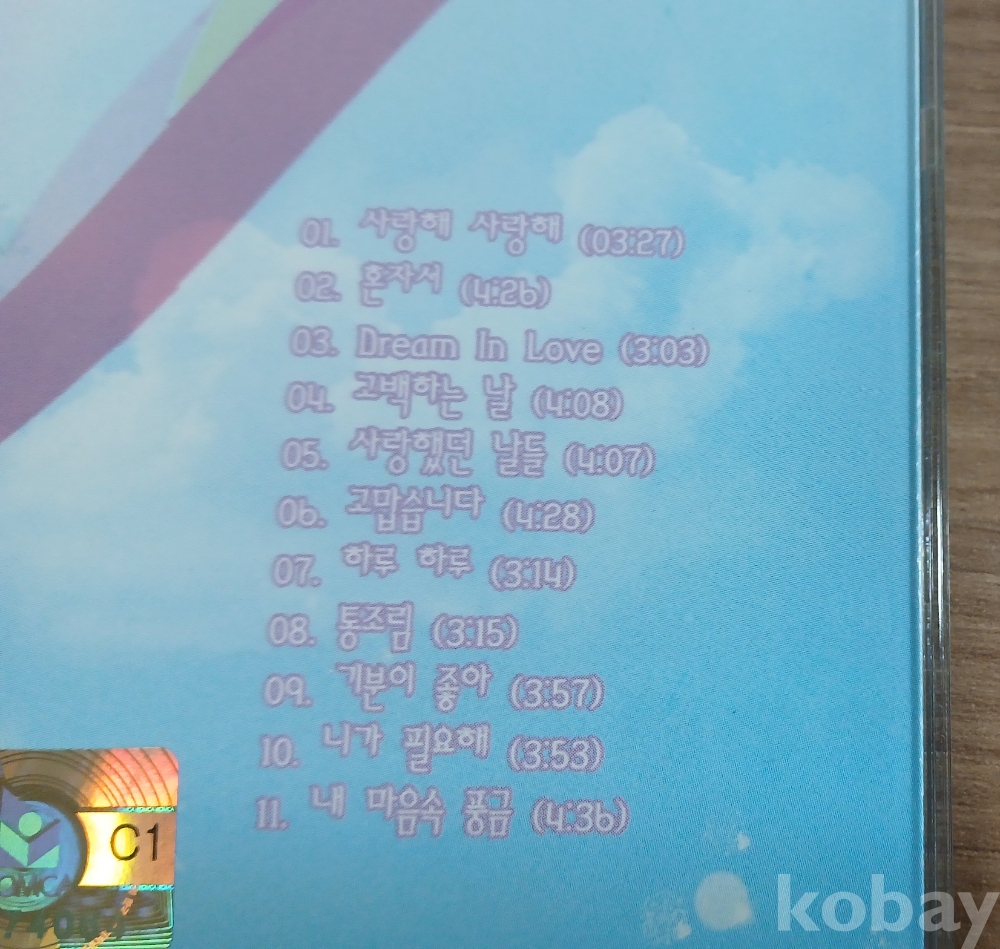 01. 사랑해 사랑해 (03:27)
02. 혼자서 (4:26)
03. Dream In Love (3:03)
04. 고백하는 날 (4:08)
05. 사랑했던 날들 (4:07)
06. 고맙습니다 (4:28)
07. 하루 하루 (3:14)
08. 통조림 (3:15)
09. 기분이 좋아 (3:57)
10. 니가 필요해 (3:53)
11. 내 마음속 풍금 (4:36)
C1
kobay